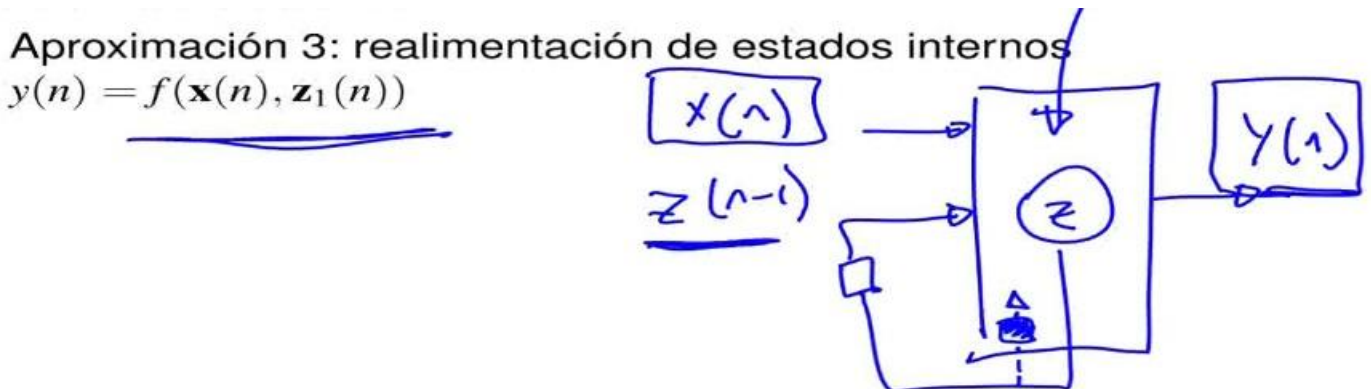 Aproximación 3: realimentación de estados internos
y(n) = f(x(n), z₁(n))
X(n)
z(n-1)
z
Y(n)